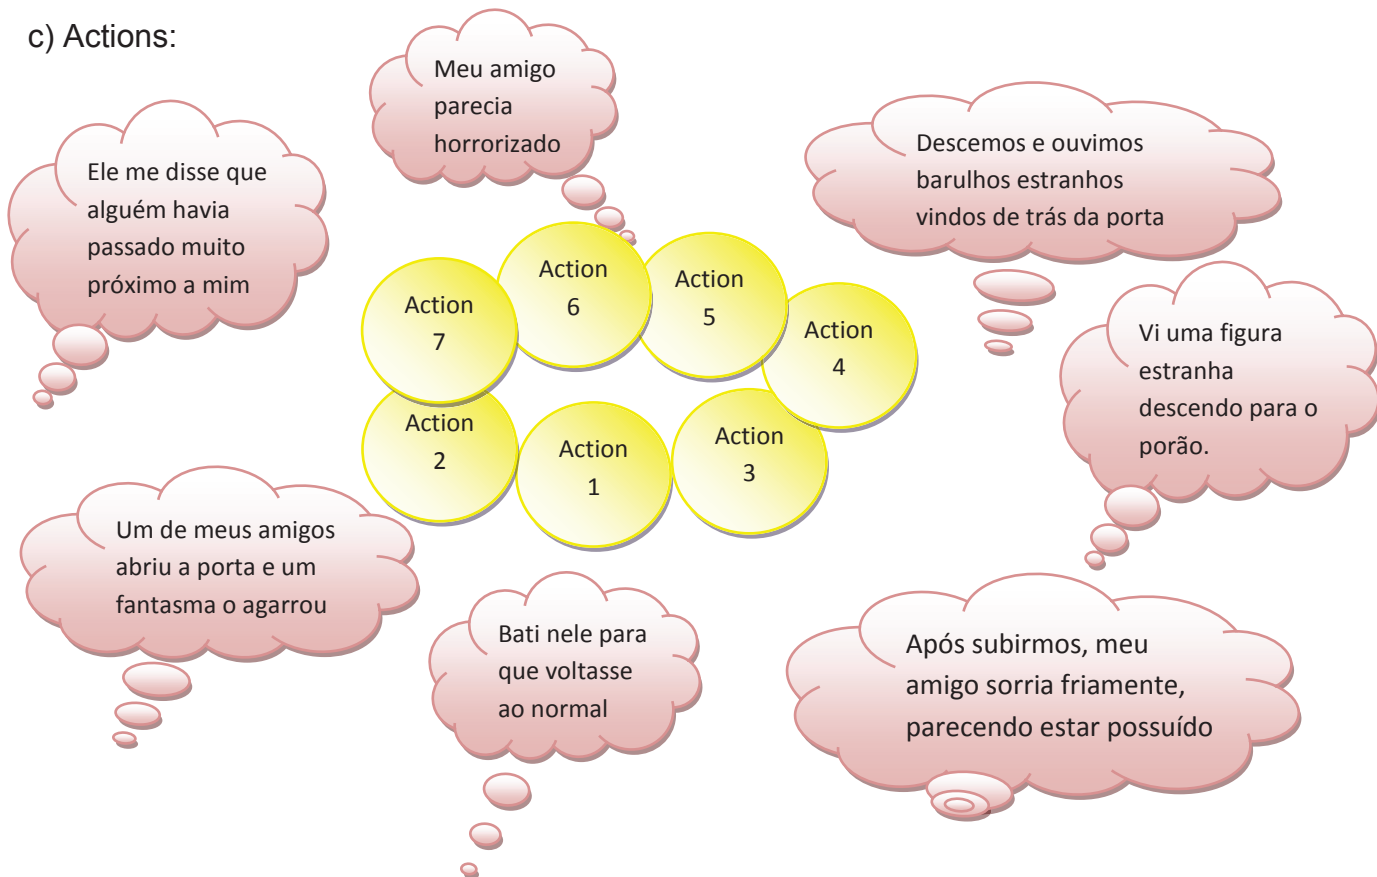 c) Actions:
Meu amigo
parecia
horrorizado
Ele me disse que
alguém havia
passado muito
próximo a mim
Descemos e ouvimos
barulhos estranhos
vindos de trás da porta
Action
6
Action
5
Action
7
Action
4
Vi uma figura
estranha
descendo para o
porão.
Action
2
Action
1
Action
3
Um de meus amigos
abriu a porta e um
fantasma o agarrou
Bati nele para
que voltasse
ao normal
Após subirmos, meu
amigo sorria friamente,
parecendo estar possuído